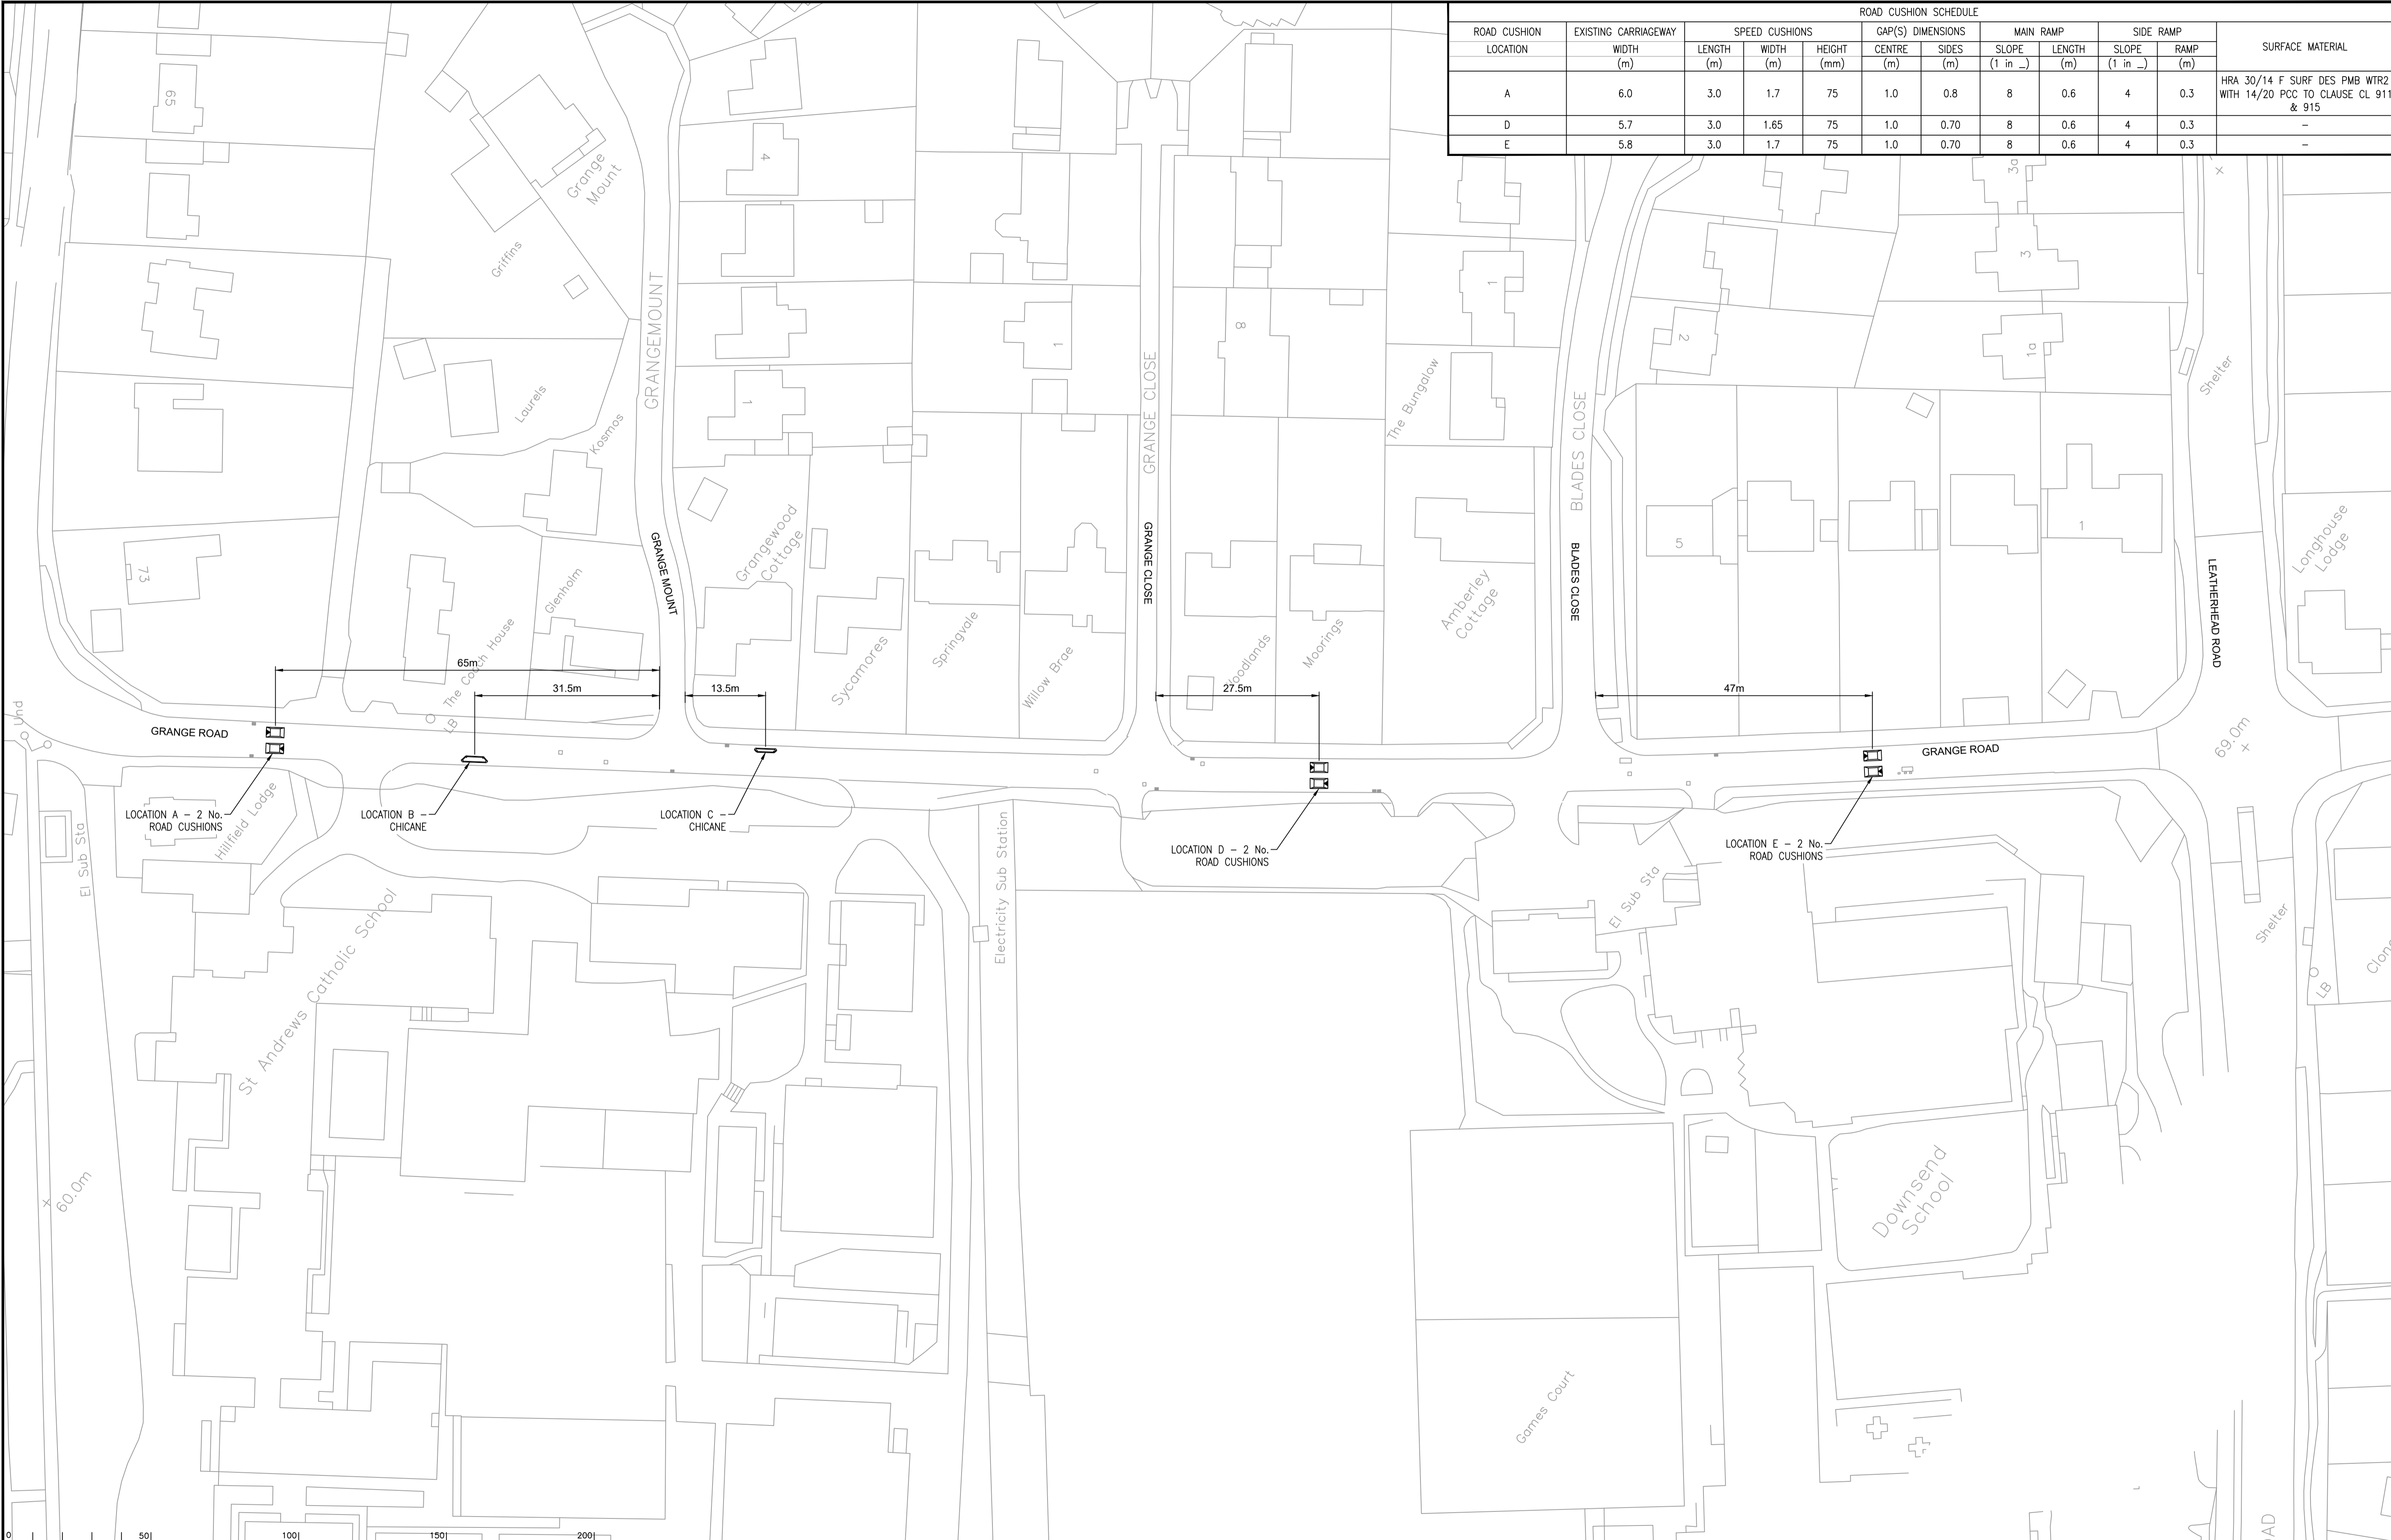 ROAD CUSHION SCHEDULE
ROAD CUSHION EXISTING CARRIAGEWAY SPEED CUSHIONS GAP(S) DIMENSIONS MAIN RAMP SIDE RAMP SURFACE MATERIAL
LOCATION WIDTH LENGTH WIDTH HEIGHT CENTRE SIDES SLOPE LENGTH SLOPE RAMP
(m) (m) (m) (mm) (m) (m) (1 in _) (m) (1 in _) (m)
A 6.0 3.0 1.7 75 1.0 0.8 8 0.6 4 0.3 HRA 30/14 F SURF DES PMB WTR2
WITH 14/20 PCC TO CLAUSE CL 911
& 915
D 5.7 3.0 1.65 75 1.0 0.70 8 0.6 4 0.3 –
E 5.8 3.0 1.7 75 1.0 0.70 8 0.6 4 0.3 –
65
Grange
Mount
Griffins
4
3a
3
1
2
1a
8
1
1
GRANGEMOUNT
GRANGE CLOSE
The Bungalow
BLADES CLOSE
Shelter
Laurels
Kosmos
73
Glenholm
The Coach House
LB
GRANGE MOUNT
Grangewood
Cottage
Sycamores
Springvale
Willow Brae
GRANGE CLOSE
Woodlands
Moorings
Amberley
Cottage
BLADES CLOSE
5
1
LEATHERHEAD ROAD
Longhouse
Lodge
65m
31.5m
13.5m
27.5m
47m
Und
GRANGE ROAD
GRANGE ROAD
69.0m
LOCATION A – 2 No.
ROAD CUSHIONS
LOCATION B –
CHICANE
LOCATION C –
CHICANE
LOCATION D – 2 No.
ROAD CUSHIONS
LOCATION E – 2 No.
ROAD CUSHIONS
Hillfield Lodge
El Sub Sta
Electricity Sub Station
El Sub Sta
Shelter
LB
St Andrews Catholic School
60.0m
Downsend
School
Games Court
0 50 100 150 200